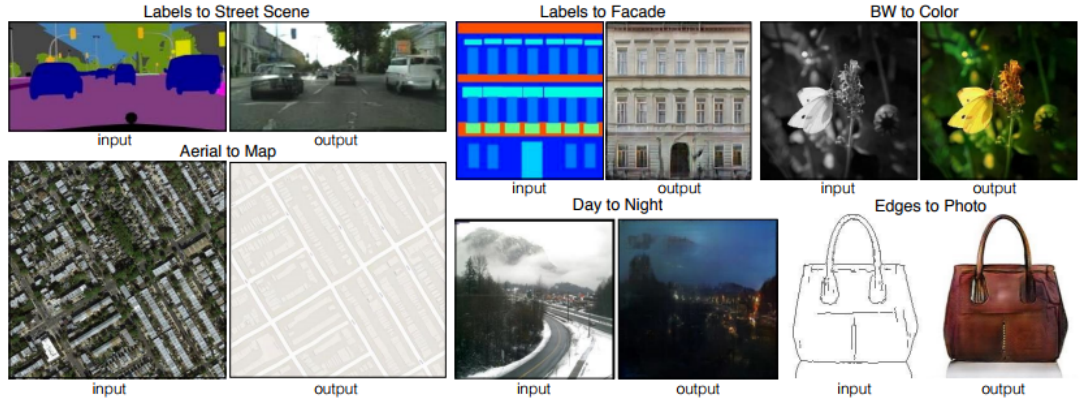 Labels to Street Scene
input
output
Aerial to Map
input
output
Labels to Facade
input
output
BW to Color
input
output
Day to Night
input
output
Edges to Photo
input
output